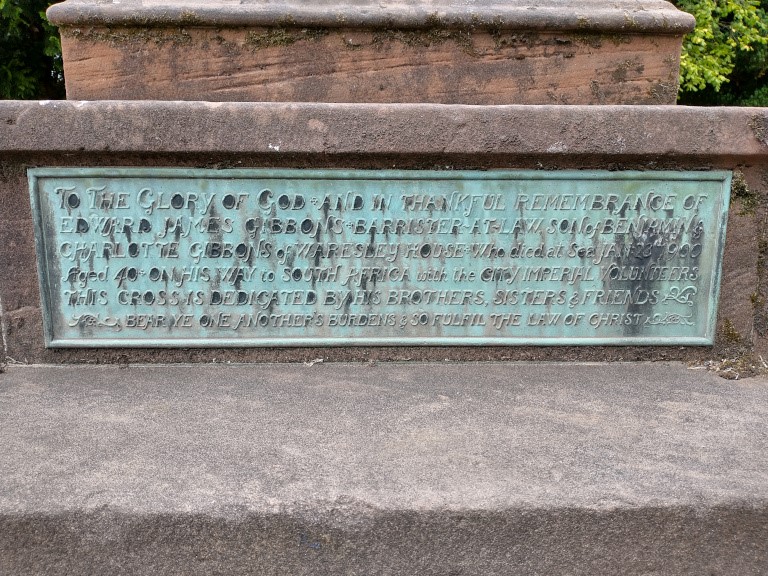 To The Glory of God + and in thankful remembrance of
Edward James Gibbons + Barrister-at-Law, son of Benjamin &
Charlotte Gibbons of Waresley House + Who died at Sea Jan 1900
Aged 40 + on his way to South Africa with the City Imperial Volunteers
This Cross is dedicated by his brothers, sisters & friends
Bear ye one another's burdens & so fulfil the law of Christ